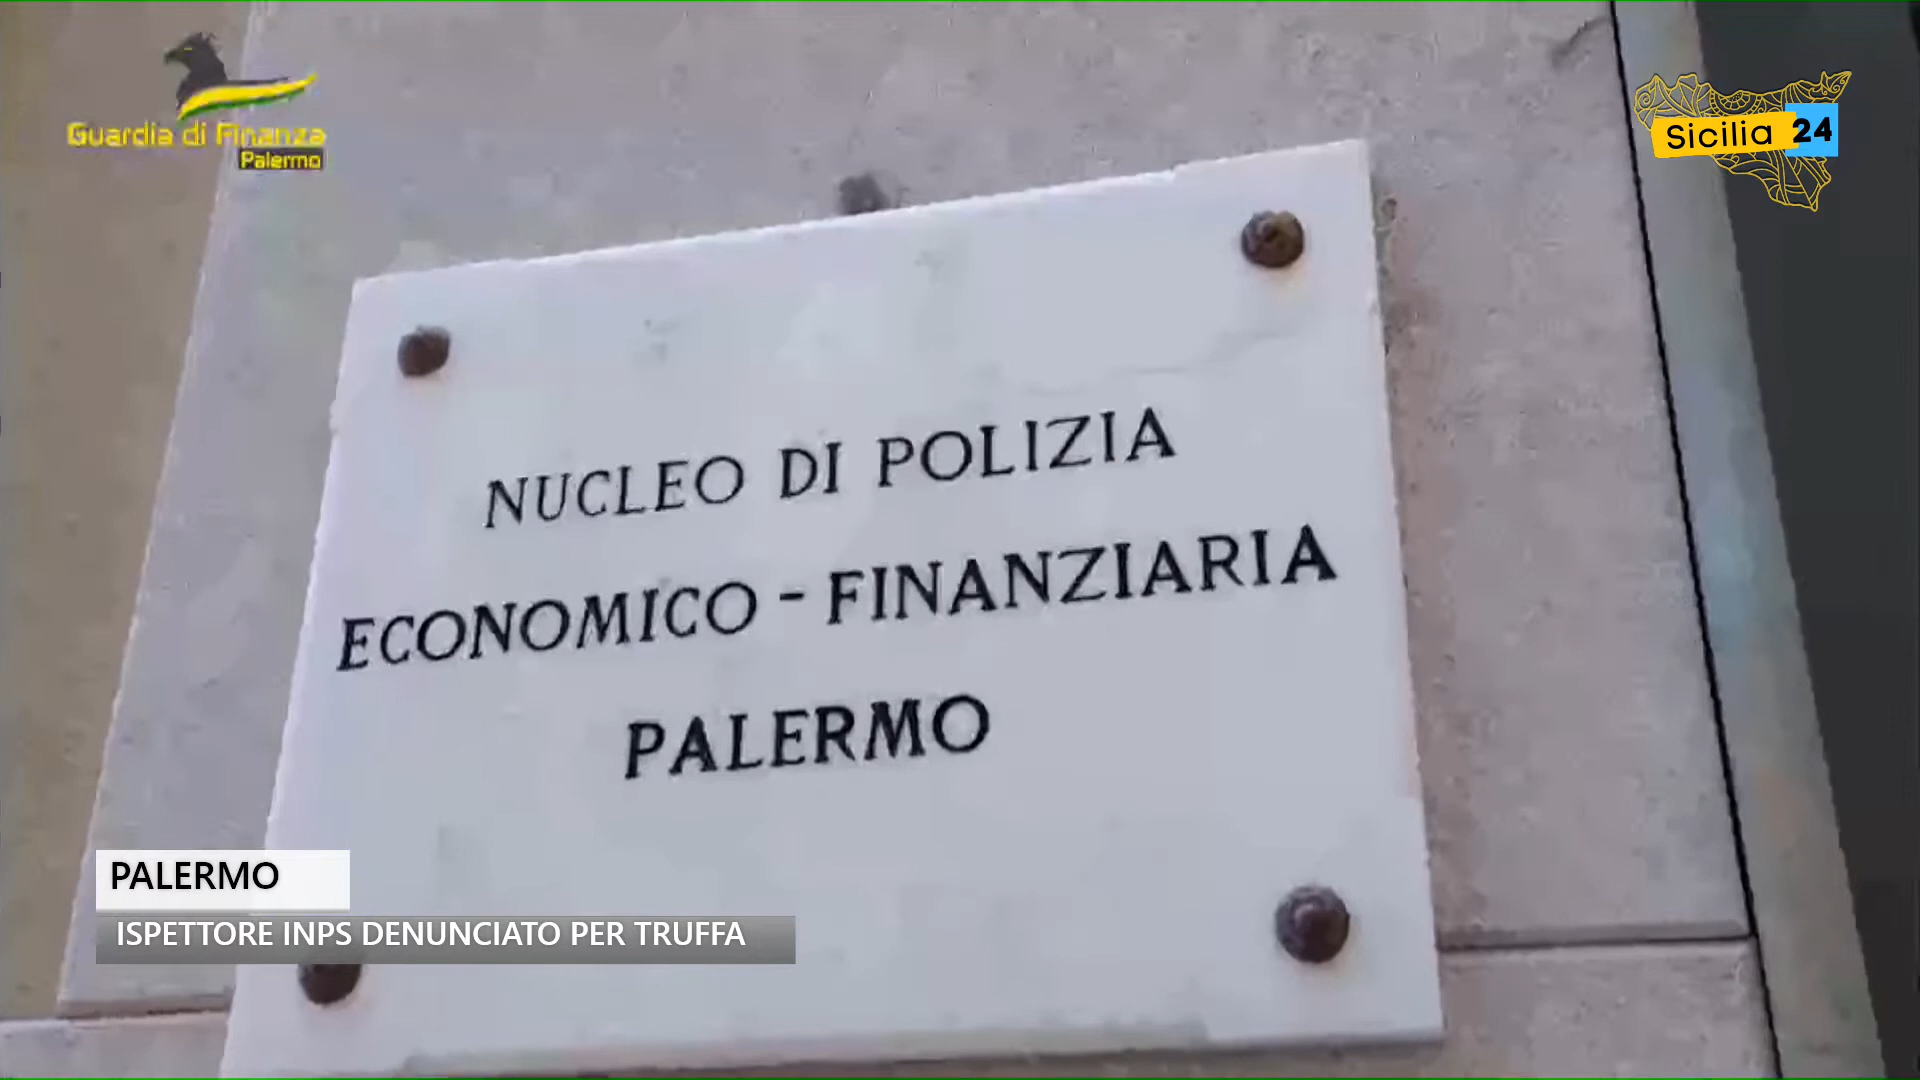 Guardia di Finanza
Palermo
Sicilia 24
NUCLEO DI POLIZIA
ECONOMICO - FINANZIARIA
PALERMO
PALERMO
ISPETTORE INPS DENUNCIATO PER TRUFFA